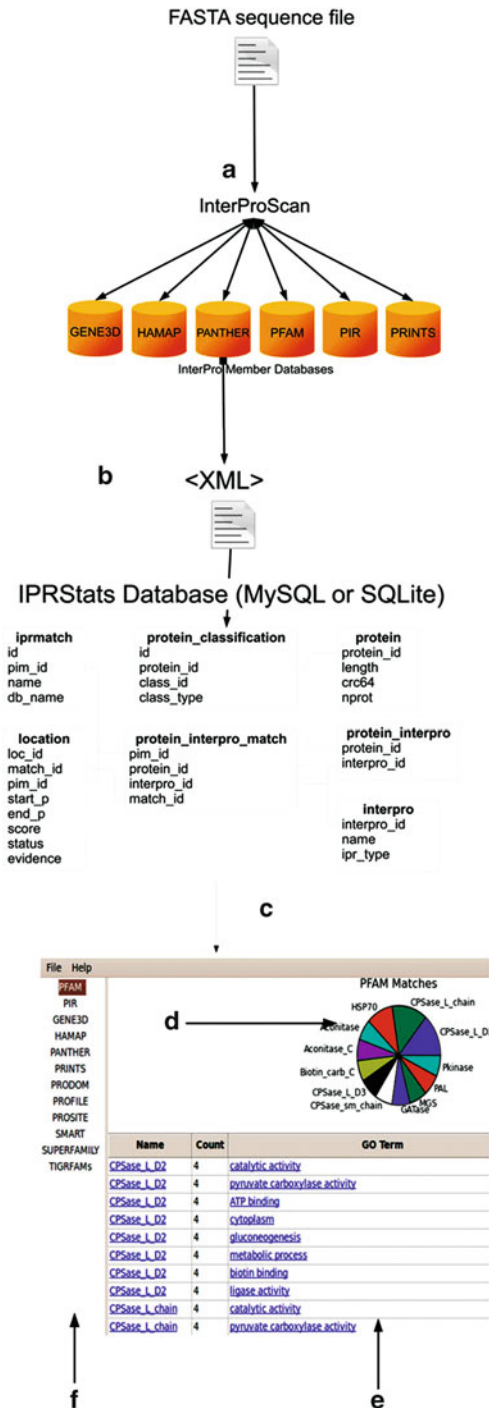 FASTA sequence file
a
InterProScan
GENE3D HAMAP PANTHER PFAM PIR PRINTS
InterPro Member Databases
b
<XML>
IPRStats Database (MySQL or SQLite)
iprmatch
id
pim_id
name
db_name
protein_classification
id
protein_id
class_id
class_type
protein
protein_id
length
crc64
nprot
location
loc_id
match_id
pim_id
start_p
end_p
score
status
evidence
protein_interpro_match
pim_id
protein_id
interpro_id
match_id
protein_interpro
protein_id
interpro_id
interpro
interpro_id
name
ipr_type
c
File Help
PFAM
PIR
GENE3D
HAMAP
PANTHER
PRINTS
PRODOM
PROFILE
PROSITE
SMART
SUPERFAMILY
TIGRFAMs
d
PFAM Matches
HSP70
CPSase_L_chain
Aconitase
CPSase_L_D2
Aconitase_C
Pkinase
Biotin_carb_C
PAL
CPSase_L_D3
MGS
CPSase_sm_chain
GATase
Name Count GO Term
CPSase_L_D2 4 catalytic activity
CPSase_L_D2 4 pyruvate carboxylase activity
CPSase_L_D2 4 ATP binding
CPSase_L_D2 4 cytoplasm
CPSase_L_D2 4 gluconeogenesis
CPSase_L_D2 4 metabolic process
CPSase_L_D2 4 biotin binding
CPSase_L_D2 4 ligase activity
CPSase_L_chain 4 catalytic activity
CPSase_L_chain 4 pyruvate carboxylase activity
f
e